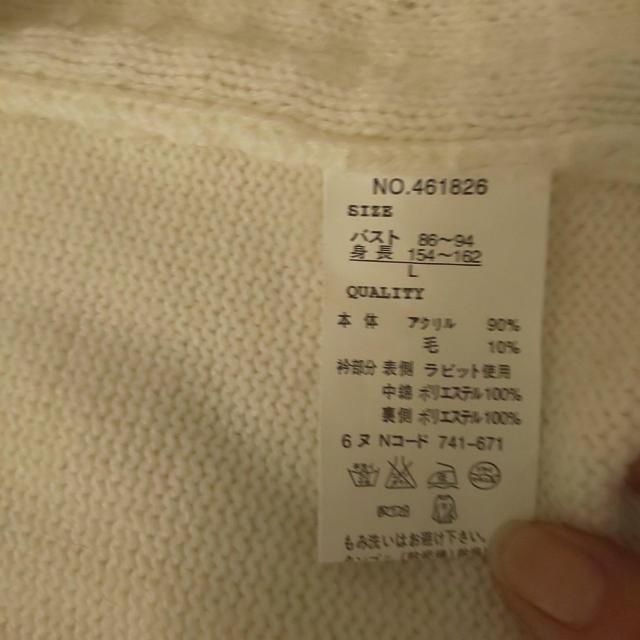 NO.461826
SIZE
バスト 86〜94
身長 154〜162
L
QUALITY
本体 アクリル 90%
毛 10%
衿部分 表側 ラビット使用
中綿 ポリエステル100%
裏側 ポリエステル100%
6 ヌ Nコード 741-671
もみ洗いはお避け下さい。